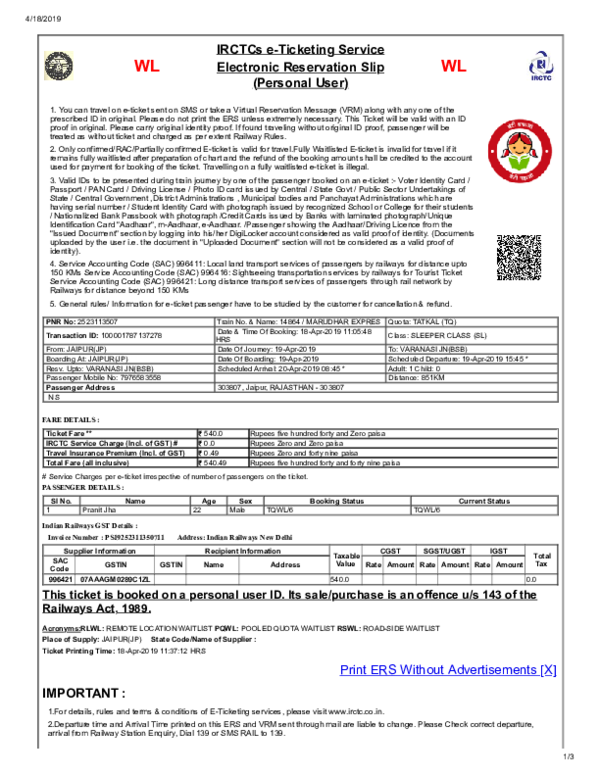 4/18/2019
WL
IRCTCs e-Ticketing Service
Electronic Reservation Slip
(Personal User)
WL
IRCTC
1. You can travel on e-ticket sent on SMS or take a Virtual Reservation Message (VRM) along with any one of the
prescribed ID in original. Please do not print the ERS unless extremely necessary. This Ticket will be valid with an ID
proof in original. Please carry original identity proof. If found traveling without original ID proof, passenger will be
treated as without ticket and charged as per extent Railway Rules.
2. Only confirmed/RAC/Partially confirmed E-ticket is valid for travel.Fully Waitlisted E-ticket is invalid for travel if it
remains fully waitlisted after preparation of chart and the refund of the booking amount shall be credited to the account
used for payment for booking of the ticket. Travelling on a fully waitlisted e-ticket is illegal.
3. Valid IDs to be presented during train journey by one of the passenger booked on an e-ticket :- Voter Identity Card /
Passport / PAN Card / Driving License / Photo ID card issued by Central / State Govt / Public Sector Undertakings of
State / Central Government ,District Administrations , Municipal bodies and Panchayat Administrations which are
having serial number / Student Identity Card with photograph issued by recognized School or College for their students
/ Nationalized Bank Passbook with photograph /Credit Cards issued by Banks with laminated photograph/Unique
Identification Card "Aadhaar", m-Aadhaar, e-Aadhaar. /Passenger showing the Aadhaar/Driving Licence from the
"Issued Document" section by logging into his/her DigiLocker account considered as valid proof of identity. (Documents
uploaded by the user i.e. the document in "Uploaded Document" section will not be considered as a valid proof of
identity).
4. Service Accounting Code (SAC) 996411: Local land transport services of passengers by railways for distance upto
150 KMs Service Accounting Code (SAC) 996416: Sightseeing transportation services by railways for Tourist Ticket
Service Accounting Code (SAC) 996421: Long distance transport services of passengers through rail network by
Railways for distance beyond 150 KMs
5. General rules/ Information for e-ticket passenger have to be studied by the customer for cancellation & refund.
PNR No: 2523113507 Train No. & Name: 14864 / MARUDHAR EXPRES Quota: TATKAL (TQ)
Transaction ID: 100001787137278 Date & Time Of Booking: 18-Apr-2019 11:05:48 HRS Class: SLEEPER CLASS (SL)
From: JAIPUR(JP) Date Of Journey: 19-Apr-2019 To: VARANASI JN(BSB)
Boarding At: JAIPUR(JP) Date Of Boarding: 19-Apr-2019 Scheduled Departure: 19-Apr-2019 15:45 *
Resv. Upto: VARANASI JN(BSB) Scheduled Arrival: 20-Apr-2019 08:45 * Adult: 1 Child: 0
Passenger Mobile No: 7976583558 Distance: 851KM
Passenger Address 303807, Jaipur, RAJASTHAN - 303807
N.S
FARE DETAILS :
Ticket Fare ** ₹ 540.0 Rupees five hundred forty and Zero paisa
IRCTC Service Charge (Incl. of GST) # ₹ 0.0 Rupees Zero and Zero paisa
Travel Insurance Premium (Incl. of GST) ₹ 0.49 Rupees Zero and forty nine paisa
Total Fare (all inclusive) ₹ 540.49 Rupees five hundred forty and forty nine paisa
# Service Charges per e-ticket irrespective of number of passengers on the ticket.
PASSENGER DETAILS :
Sl No. Name Age Sex Booking Status Current Status
1 Pranit Jha 22 Male TQWL/6 TQWL/6
Indian Railways GST Details :
Invoice Number : PS19252311350711 Address: Indian Railways New Delhi
Supplier Information Recipient Information Taxable Value CGST SGST/UGST IGST Total Tax
SAC Code GSTIN GSTIN Name Address Rate Amount Rate Amount Rate Amount
996421 07AAAGM0289C1ZL 540.0 0.0
This ticket is booked on a personal user ID. Its sale/purchase is an offence u/s 143 of the
Railways Act, 1989.
Acronyms:RLWL: REMOTE LOCATION WAITLIST PQWL: POOLED QUOTA WAITLIST RSWL: ROAD-SIDE WAITLIST
Place of Supply: JAIPUR(JP) State Code/Name of Supplier :
Ticket Printing Time: 18-Apr-2019 11:37:12 HRS
Print ERS Without Advertisements [X]
IMPORTANT :
1.For details, rules and terms & conditions of E-Ticketing services, please visit www.irctc.co.in.
2.Departure time and Arrival Time printed on this ERS and VRM sent through mail are liable to change. Please Check correct departure,
arrival from Railway Station Enquiry, Dial 139 or SMS RAIL to 139.
1/3